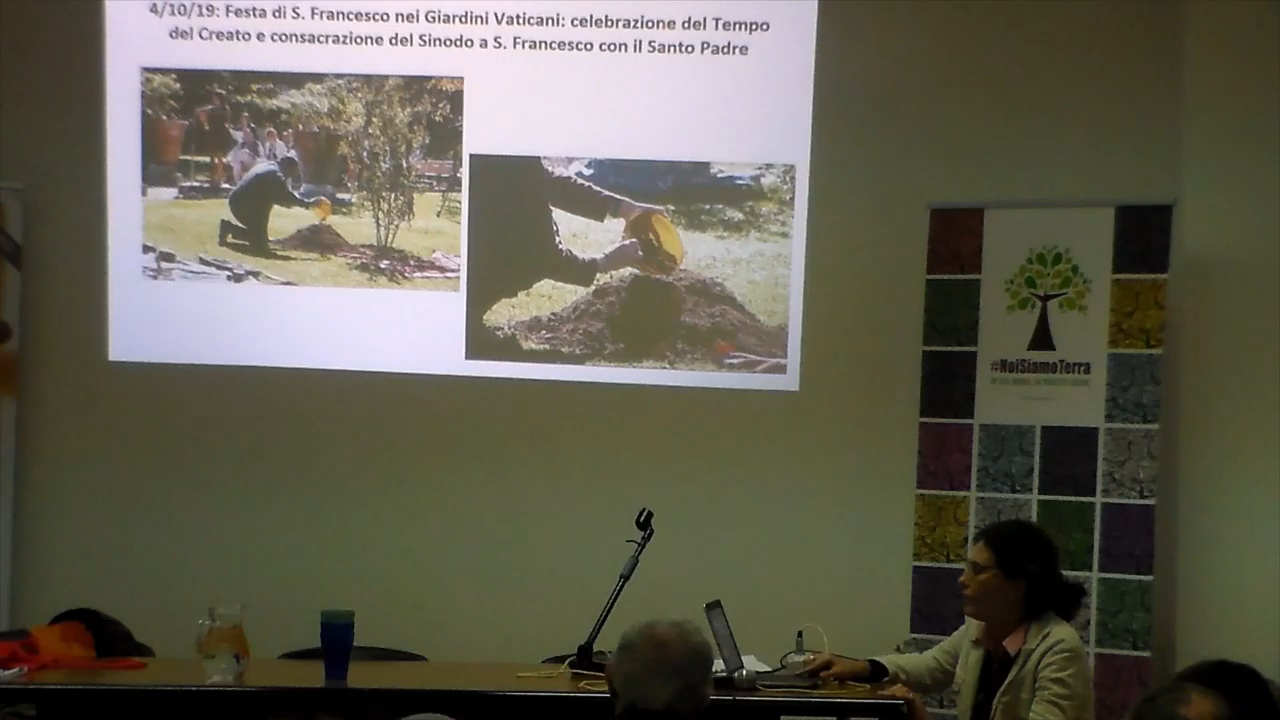 4/10/19: Festa di S. Francesco nei Giardini Vaticani: celebrazione del Tempo
del Creato e consacrazione del Sinodo a S. Francesco con il Santo Padre
#NoiSiamoTerra